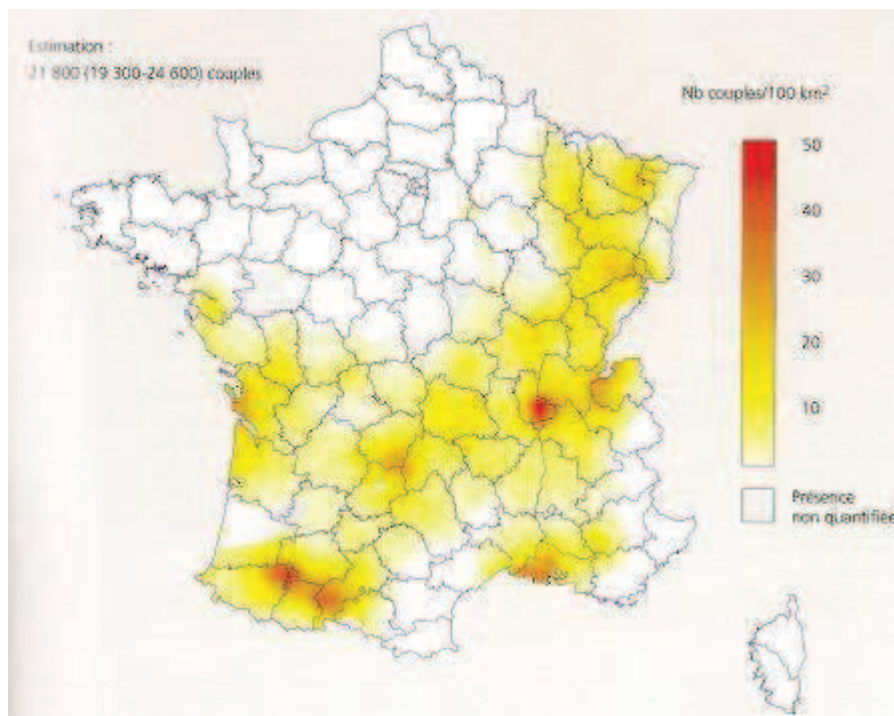 Estimation :
21 800 (19 300-24 600) couples
Nb couples/100 km²
50
40
30
20
10
Présence
non quantifiée